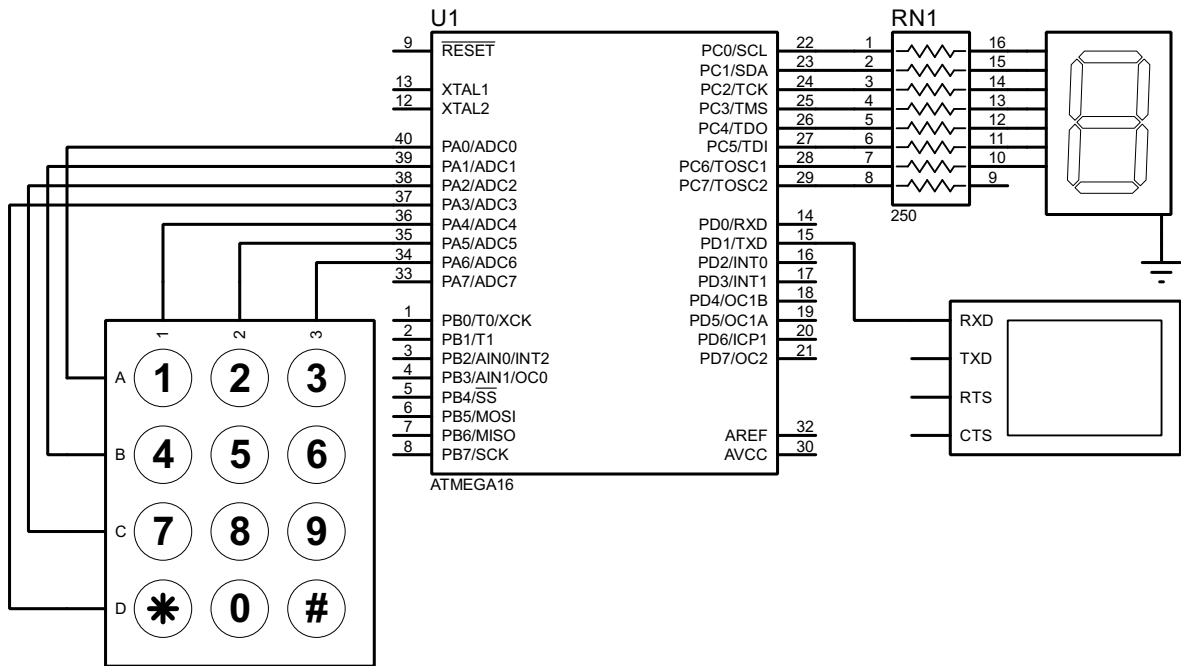 U1
RN1
9 RESET
13 XTAL1
12 XTAL2
40 PA0/ADC0
39 PA1/ADC1
38 PA2/ADC2
37 PA3/ADC3
36 PA4/ADC4
35 PA5/ADC5
34 PA6/ADC6
33 PA7/ADC7
1 PB0/T0/XCK
2 PB1/T1
3 PB2/AIN0/INT2
4 PB3/AIN1/OC0
5 PB4/SS
6 PB5/MOSI
7 PB6/MISO
8 PB7/SCK
PC0/SCL 22 1 16
PC1/SDA 23 2 15
PC2/TCK 24 3 14
PC3/TMS 25 4 13
PC4/TDO 26 5 12
PC5/TDI 27 6 11
PC6/TOSC1 28 7 10
PC7/TOSC2 29 8 9
250
PD0/RXD 14
PD1/TXD 15
PD2/INT0 16
PD3/INT1 17
PD4/OC1B 18
PD5/OC1A 19
PD6/ICP1 20
PD7/OC2 21
AREF 32
AVCC 30
ATMEGA16
RXD
TXD
RTS
CTS
1 2 3
A 1 2 3
B 4 5 6
C 7 8 9
D * 0 #